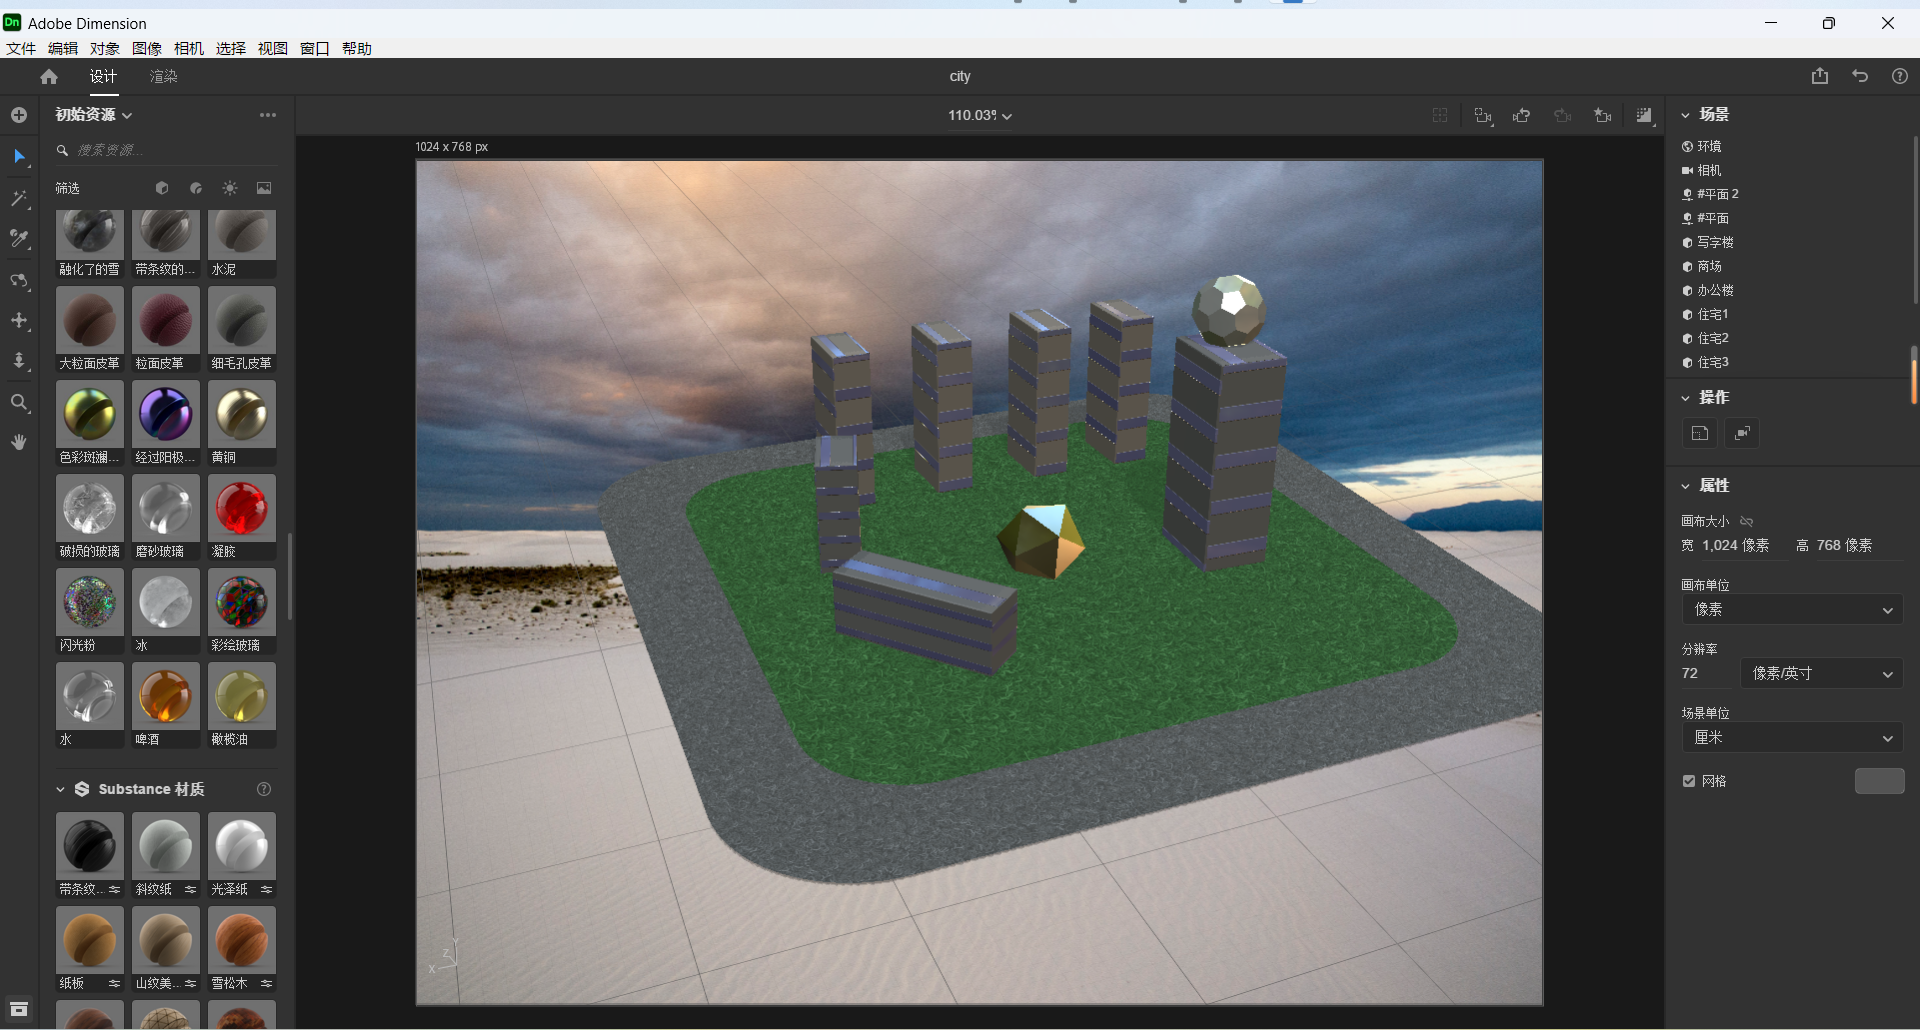 Dn Adobe Dimension
文件 编辑 对象 图像 相机 选择 视图 窗口 帮助
设计 渲染
city
初始资源
110.03%
搜索资源...
筛选
融化了的雪 带条纹的... 水泥
大粒面皮革 粒面皮革 细毛孔皮革
色彩斑斓... 经过阳极... 黄铜
破损的玻璃 磨砂玻璃 凝胶
闪光粉 冰 彩绘玻璃
水 啤酒 橄榄油
Substance 材质
带条纹... 斜纹纸 光泽纸
纸板 山纹美... 雪松木
1024 x 768 px
Y
Z
X
场景
环境
相机
#平面 2
#平面
写字楼
商场
办公楼
住宅1
住宅2
住宅3
操作
属性
画布大小
宽 1,024 像素 高 768 像素
画布单位
像素
分辨率
72 像素/英寸
场景单位
厘米
网格